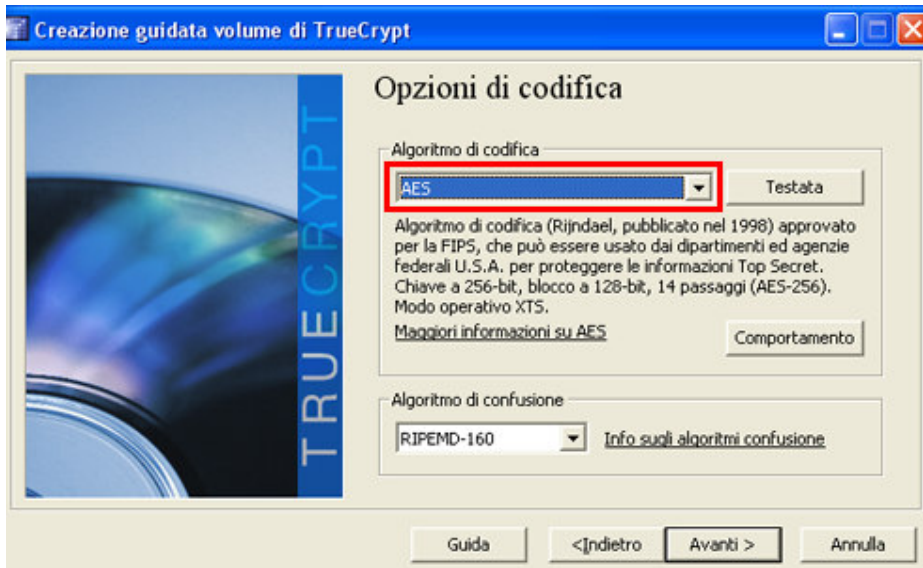 Creazione guidata volume di TrueCrypt
TRUECRYPT
Opzioni di codifica
Algoritmo di codifica
AES
Testata
Algoritmo di codifica (Rijndael, pubblicato nel 1998) approvato
per la FIPS, che può essere usato dai dipartimenti ed agenzie
federali U.S.A. per proteggere le informazioni Top Secret.
Chiave a 256-bit, blocco a 128-bit, 14 passaggi (AES-256).
Modo operativo XTS.
Maggiori informazioni su AES
Comportamento
Algoritmo di confusione
RIPEMD-160
Info sugli algoritmi confusione
Guida
<Indietro
Avanti >
Annulla